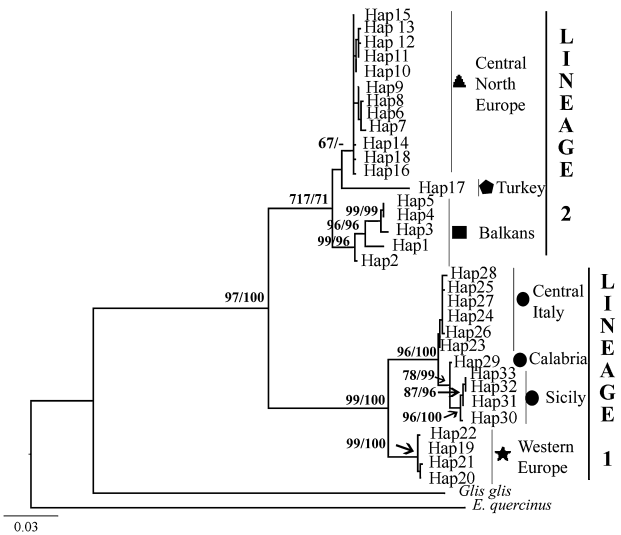 Hap15
Hap 13
Hap 12
Hap11
Hap10
Hap9
Hap8
Hap6
Hap7
67/-
Hap14
Hap18
Hap16
Hap17
717/71
Hap5
99/99
Hap4
96/96
Hap3
99/96
Hap1
Hap2
Central
North
Europe
Turkey
Balkans
LINEAGE
2
97/100
Hap28
Hap25
Hap27
Hap24
Hap26
Hap23
96/100
Hap29
78/99
Hap33
87/96
Hap32
Hap31
96/100
Hap30
99/100
Hap22
99/100
Hap19
Hap21
Hap20
Central
Italy
Calabria
Sicily
Western
Europe
LINEAGE
1
Glis glis
E. quercinus
0.03